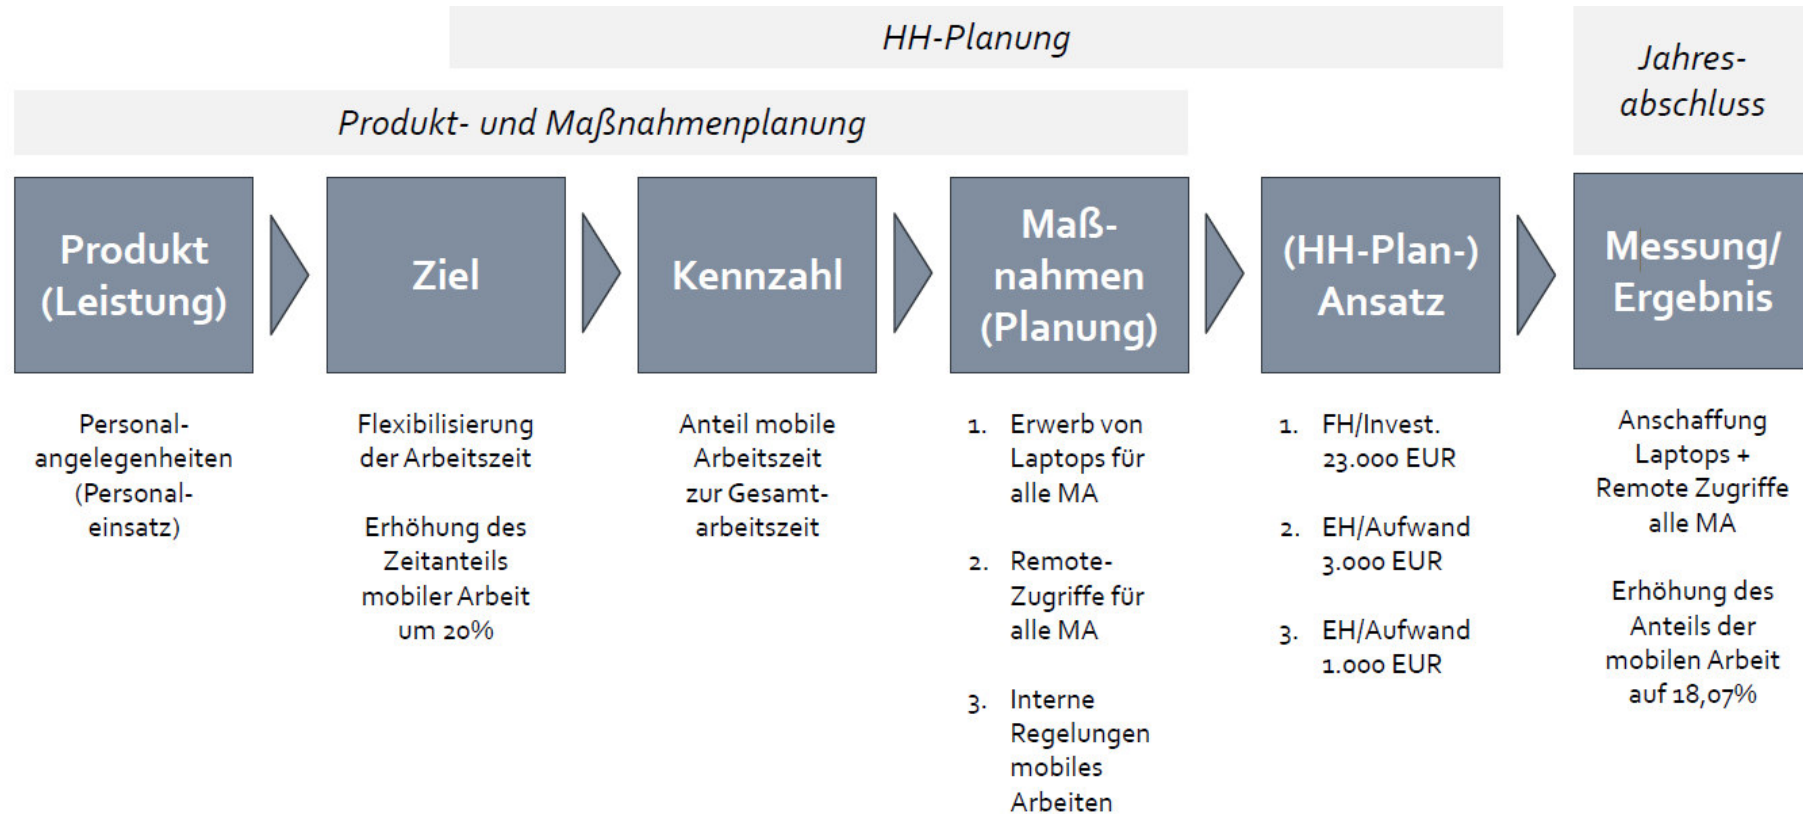 HH-Planung
Jahres-
abschluss
Produkt- und Maßnahmenplanung
Produkt
(Leistung)
Ziel
Kennzahl
Maß-
nahmen
(Planung)
(HH-Plan-)
Ansatz
Messung/
Ergebnis
Personal-
angelegenheiten
(Personal-
einsatz)
Flexibilisierung
der Arbeitszeit
Erhöhung des
Zeitanteils
mobiler Arbeit
um 20%
Anteil mobile
Arbeitszeit
zur Gesamt-
arbeitszeit
1. Erwerb von
Laptops für
alle MA
2. Remote-
Zugriffe für
alle MA
3. Interne
Regelungen
mobiles
Arbeiten
1. FH/Invest.
23.000 EUR
2. EH/Aufwand
3.000 EUR
3. EH/Aufwand
1.000 EUR
Anschaffung
Laptops +
Remote Zugriffe
alle MA
Erhöhung des
Anteils der
mobilen Arbeit
auf 18,07%